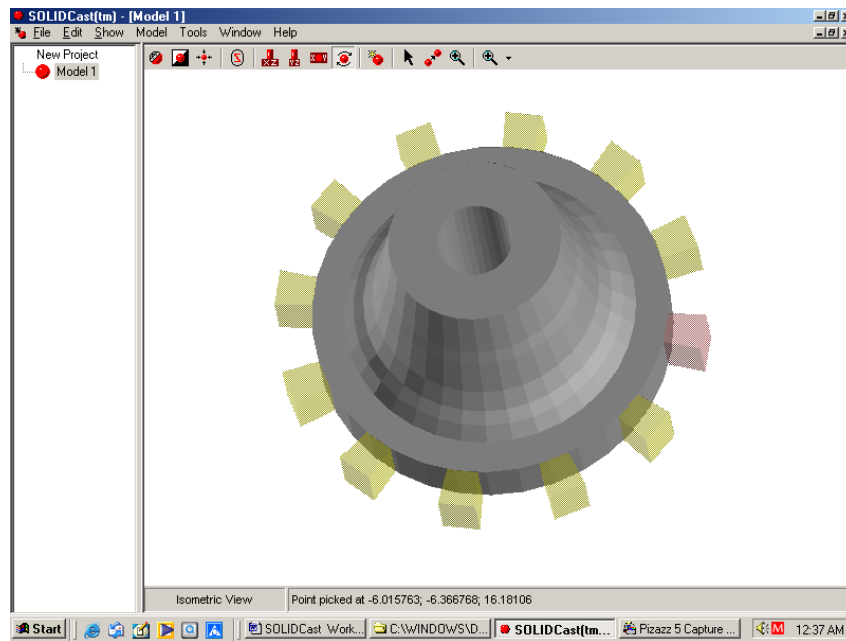 SOLIDCast(tm) - [Model 1]
File Edit Show Model Tools Window Help
New Project
Model 1
Isometric View
Point picked at -6.015763; -6.366768; 16.18106
Start
SOLIDCast Work...
C:\WINDOWS\D...
SOLIDCast(tm...
Pizazz 5 Capture ...
12:37 AM